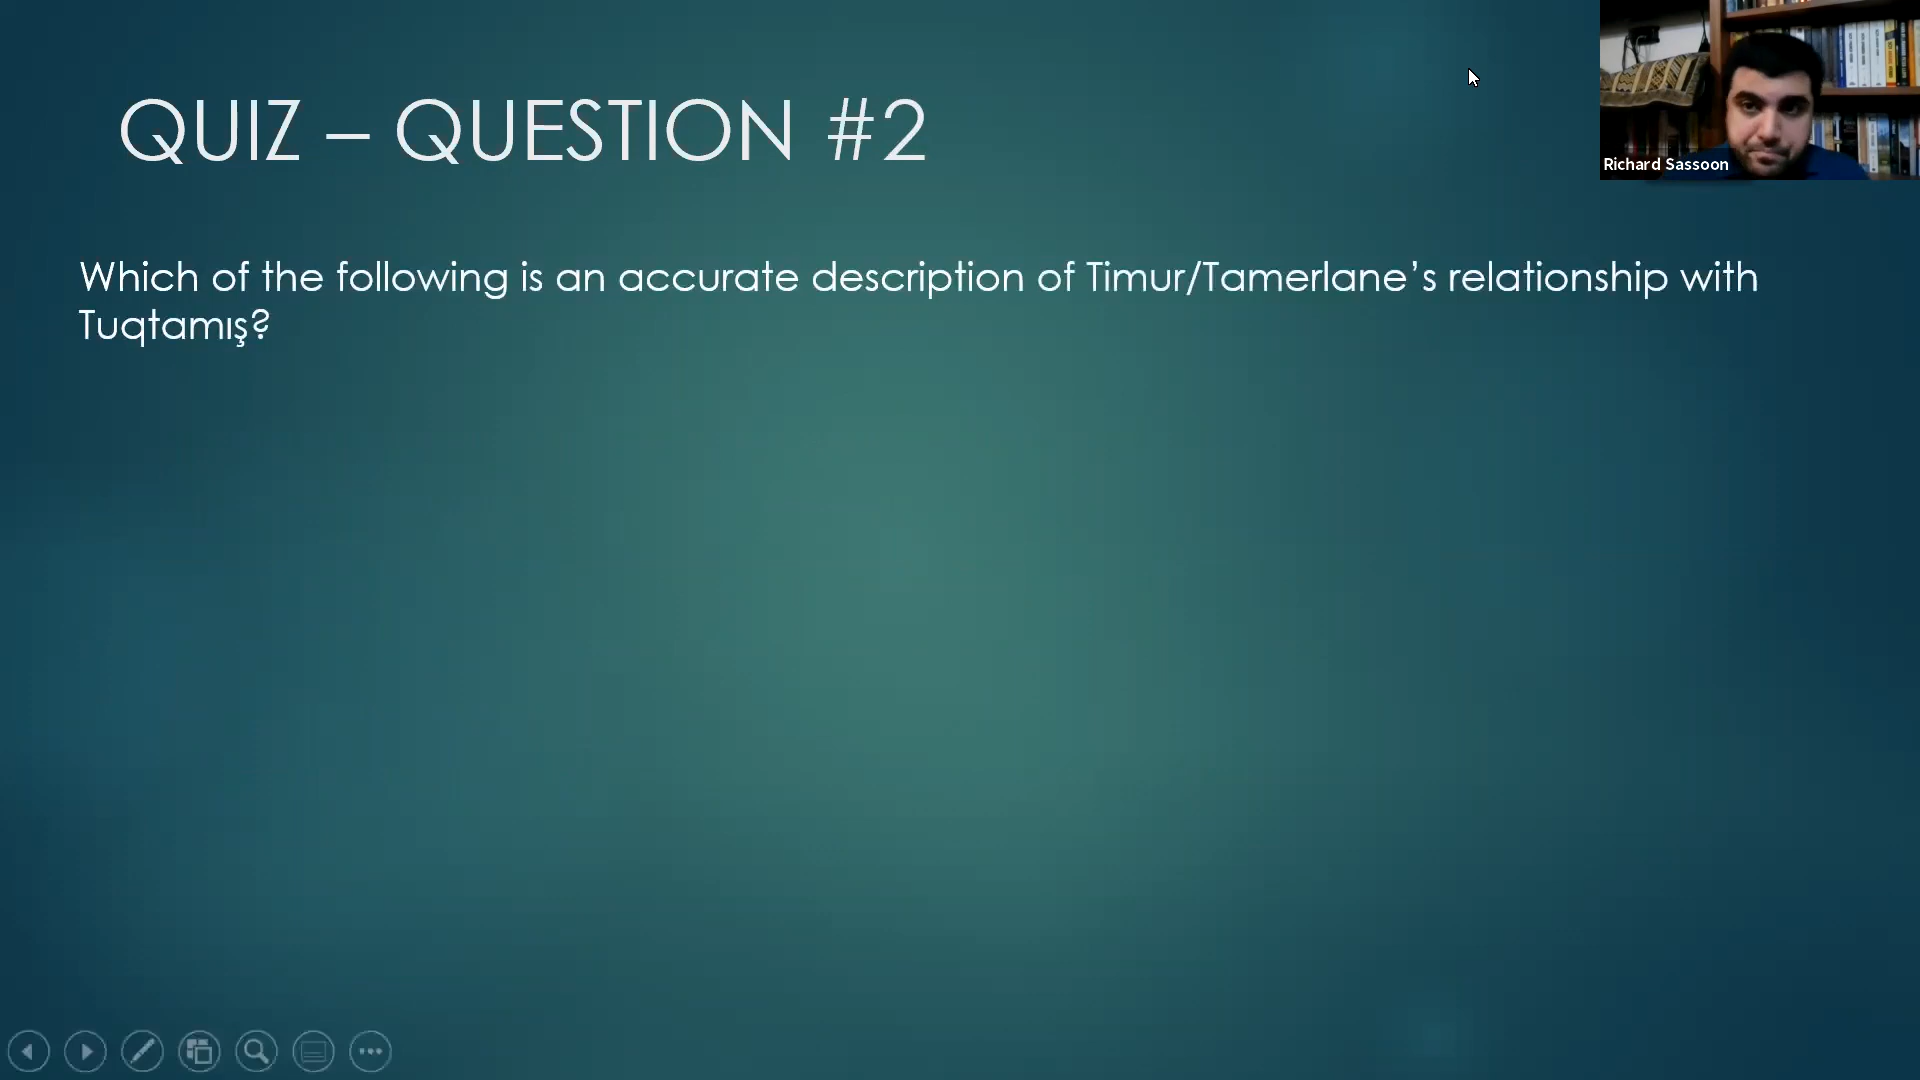 QUIZ – QUESTION #2
Richard Sassoon
Which of the following is an accurate description of Timur/Tamerlane’s relationship with
Tuqtamış?